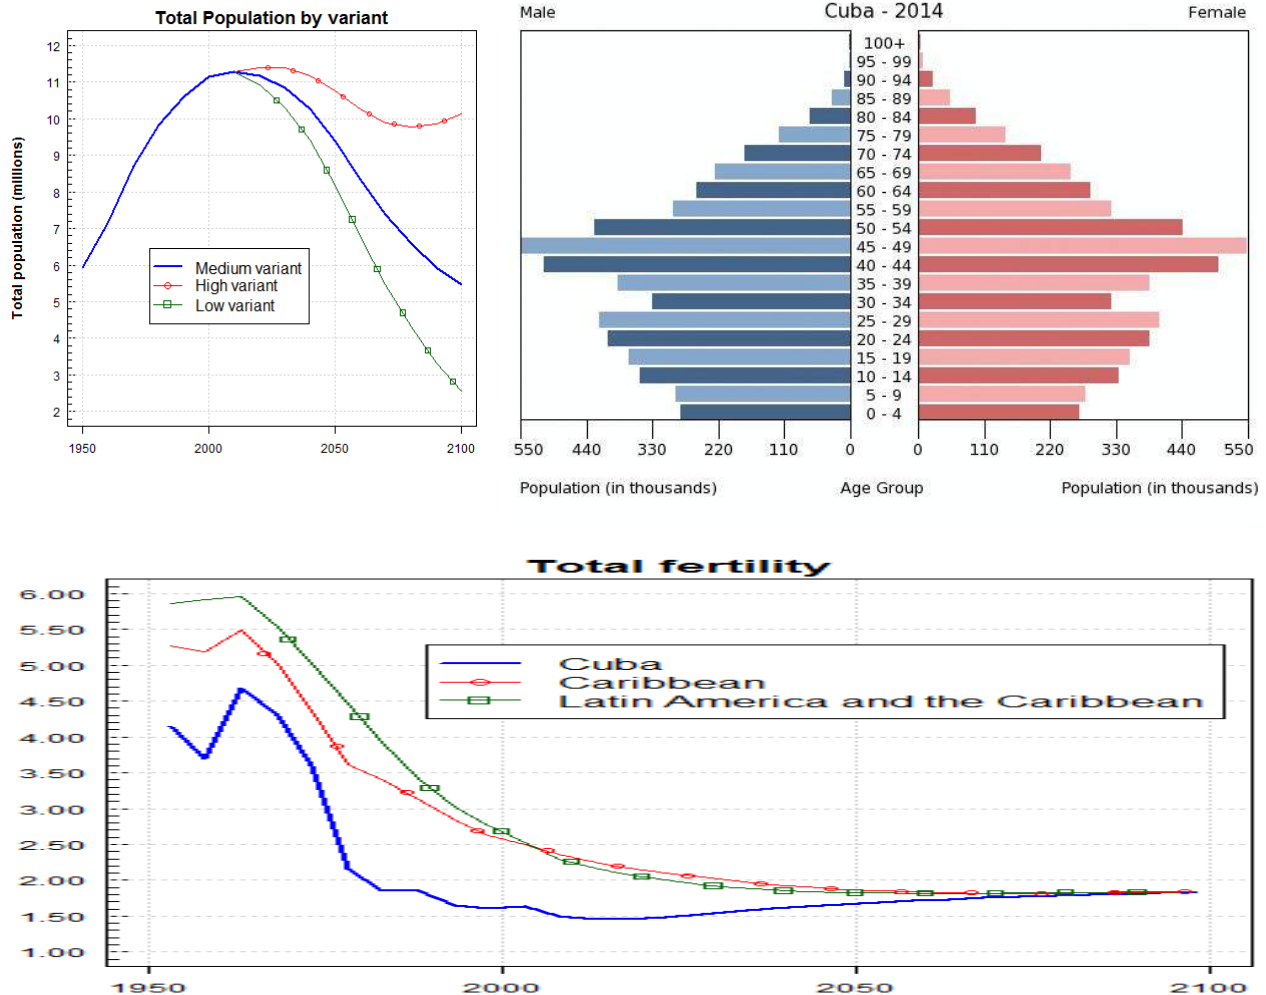 Total Population by variant
Total population (millions)
12
11
10
9
8
7
6
5
4
3
2
Medium variant
High variant
Low variant
1950 2000 2050 2100
Male Cuba - 2014 Female
100+
95 - 99
90 - 94
85 - 89
80 - 84
75 - 79
70 - 74
65 - 69
60 - 64
55 - 59
50 - 54
45 - 49
40 - 44
35 - 39
30 - 34
25 - 29
20 - 24
15 - 19
10 - 14
5 - 9
0 - 4
550 440 330 220 110 0 0 110 220 330 440 550
Population (in thousands) Age Group Population (in thousands)
Total fertility
6.00
5.50
5.00
4.50
4.00
3.50
3.00
2.50
2.00
1.50
1.00
Cuba
Caribbean
Latin America and the Caribbean
1950 2000 2050 2100